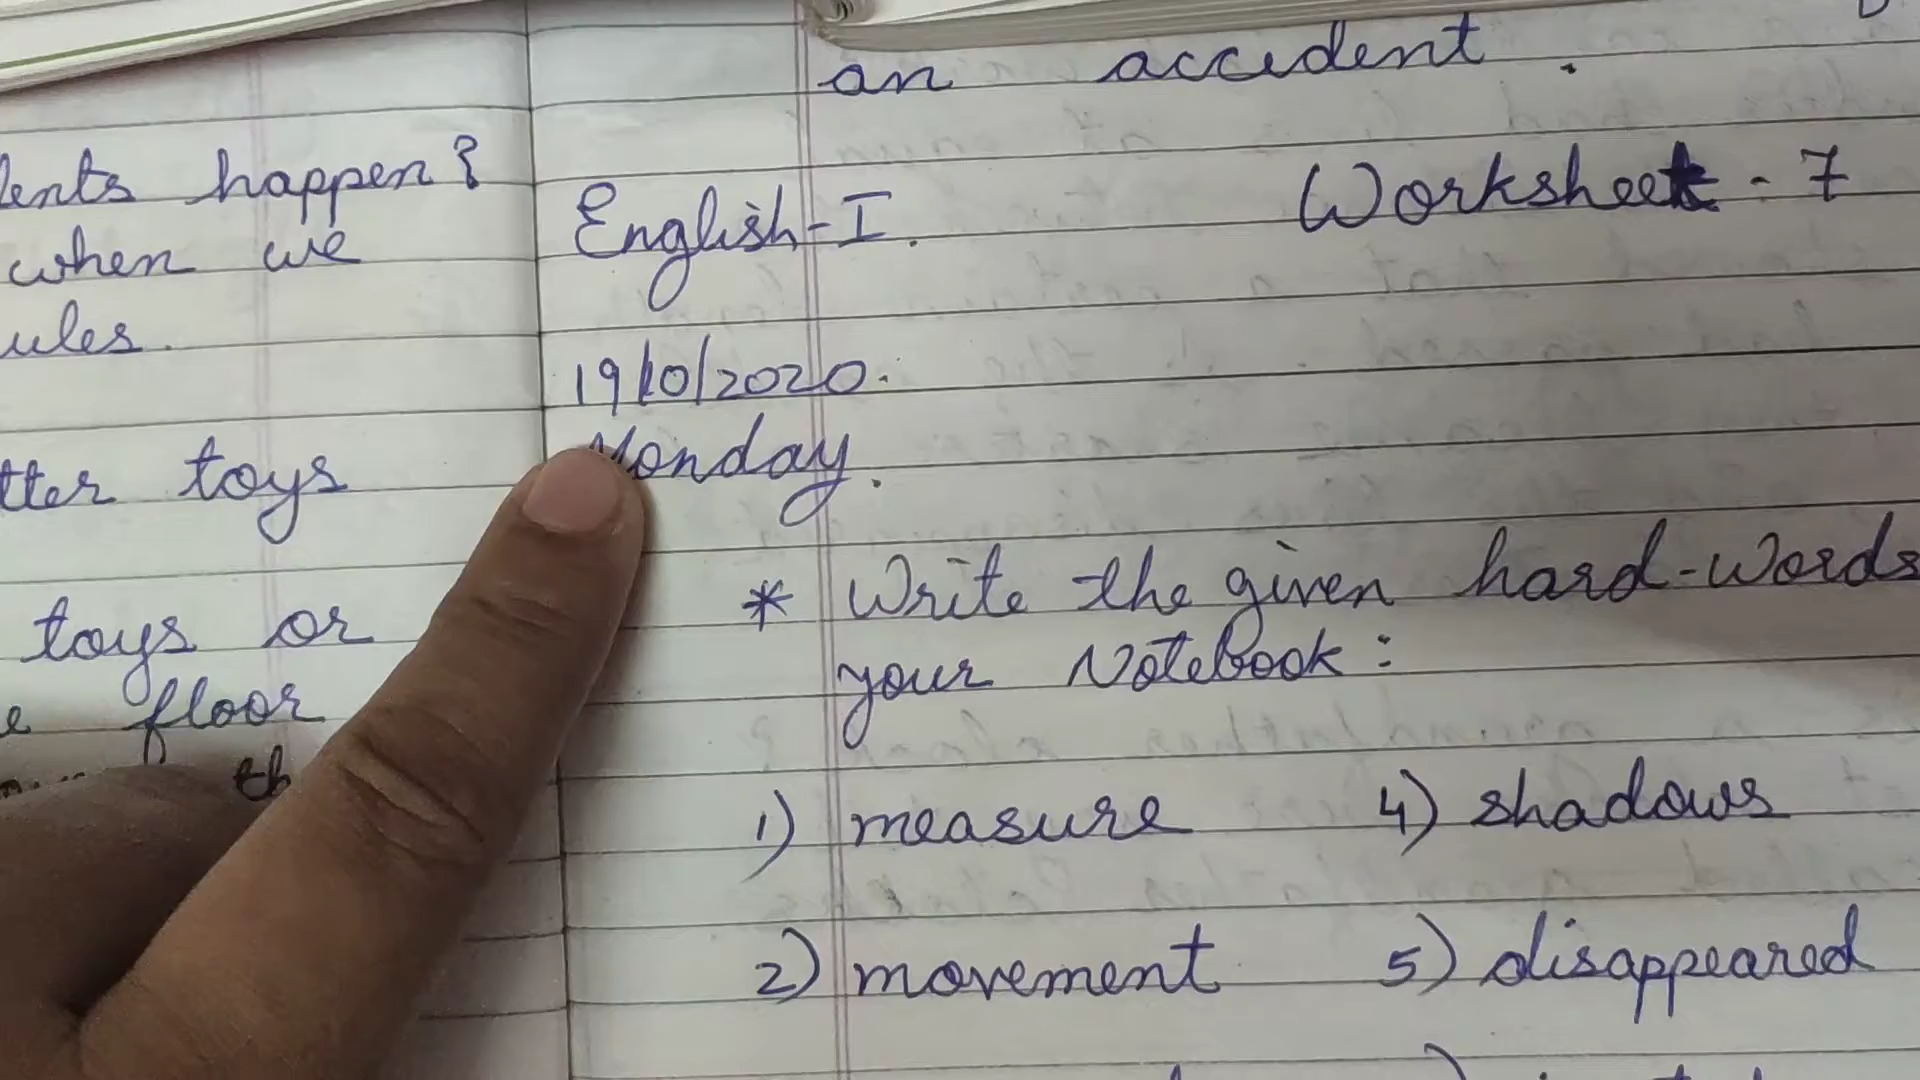 ents happen?
when we
ules.
tter toys
toys or
e floor
th
an accident.
English-I. Worksheet-7
19/10/2020.
Monday.
* Write the given hard-words
your NoteBook:
1) measure 4) shadows
2) movement 5) disappeared